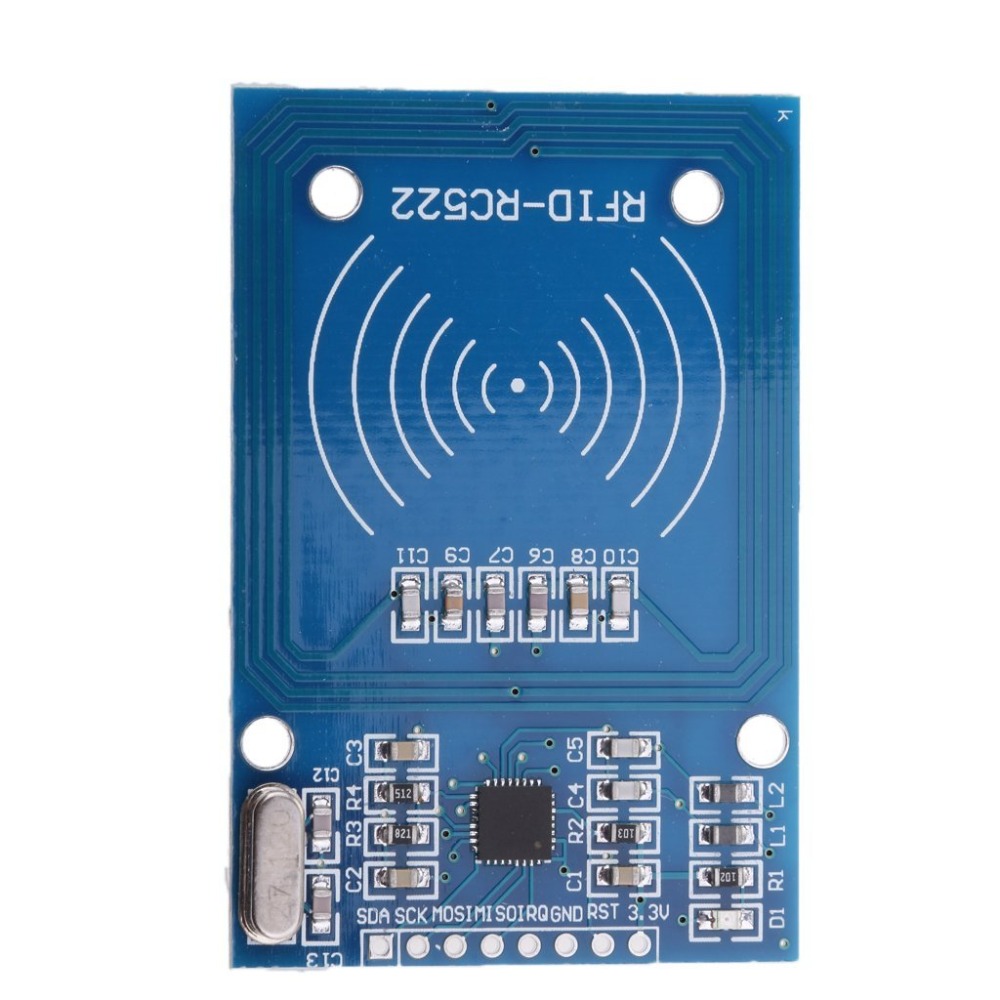 K
RFID-RC522
C11 C9 C7 C6 C8 C10
C3
C5
C12
R4
512
C4
L2
R3
821
R2
103
L1
C2
C1
102
R1
D1
SDA SCK MOSI MISO IRQ GND RST 3.3V
C13